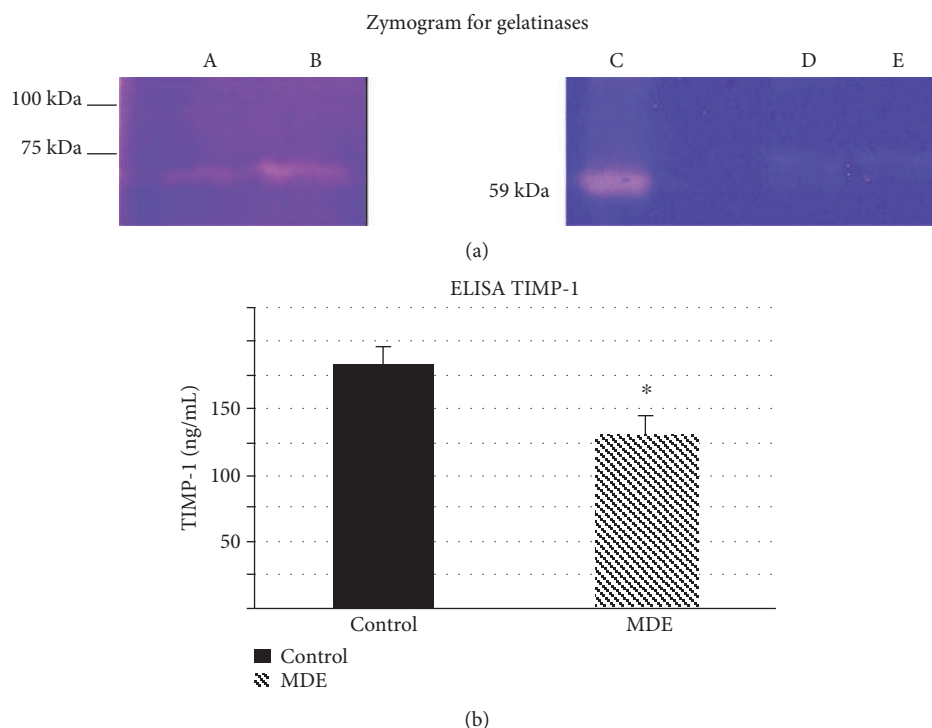 Zymogram for gelatinases
A B C D E
100 kDa
75 kDa
59 kDa
(a)
ELISA TIMP-1
TIMP-1 (ng/mL)
150
100
50
*
Control MDE
Control
MDE
(b)